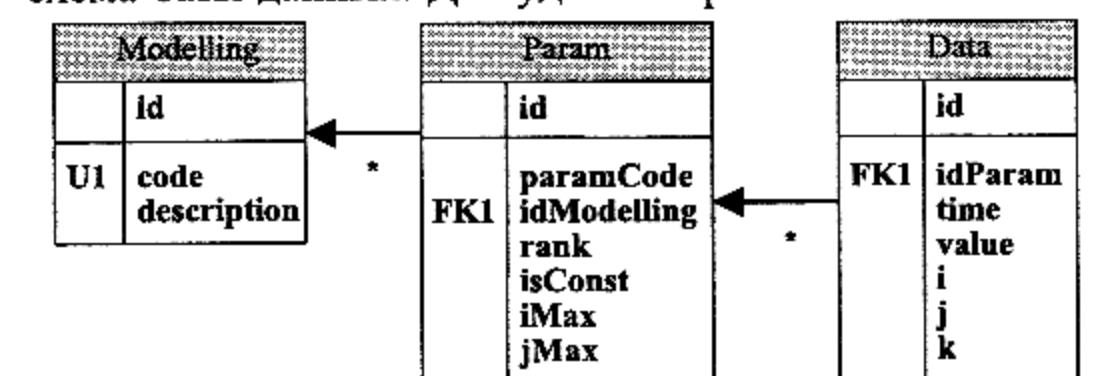 Modelling
id
U1 code
description
*
Param
id
paramCode
FK1 idModelling
rank
isConst
iMax
jMax
*
Data
id
FK1 idParam
time
value
i
j
k